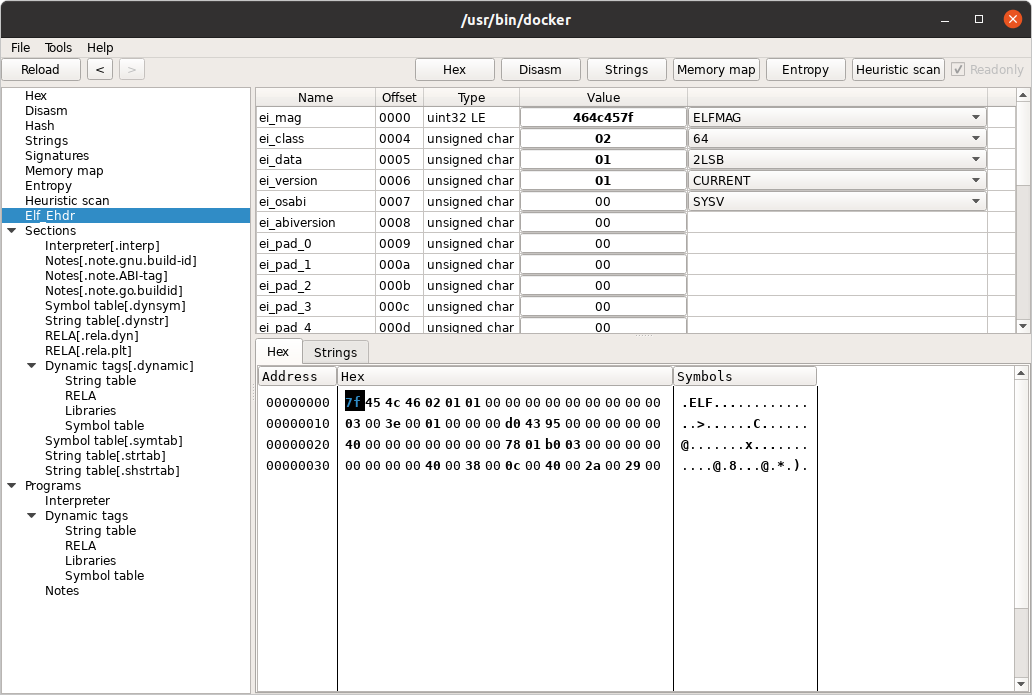 /usr/bin/docker
File Tools Help
Reload < > Hex Disasm Strings Memory map Entropy Heuristic scan Readonly
Hex
Disasm
Hash
Strings
Signatures
Memory map
Entropy
Heuristic scan
Elf_Ehdr
Sections
Interpreter[.interp]
Notes[.note.gnu.build-id]
Notes[.note.ABI-tag]
Notes[.note.go.buildid]
Symbol table[.dynsym]
String table[.dynstr]
RELA[.rela.dyn]
RELA[.rela.plt]
Dynamic tags[.dynamic]
String table
RELA
Libraries
Symbol table
Symbol table[.symtab]
String table[.strtab]
String table[.shstrtab]
Programs
Interpreter
Dynamic tags
String table
RELA
Libraries
Symbol table
Notes
Name Offset Type Value
ei_mag 0000 uint32 LE 464c457f ELFMAG
ei_class 0004 unsigned char 02 64
ei_data 0005 unsigned char 01 2LSB
ei_version 0006 unsigned char 01 CURRENT
ei_osabi 0007 unsigned char 00 SYSV
ei_abiversion 0008 unsigned char 00
ei_pad_0 0009 unsigned char 00
ei_pad_1 000a unsigned char 00
ei_pad_2 000b unsigned char 00
ei_pad_3 000c unsigned char 00
ei_pad_4 000d unsigned char 00
Hex Strings
Address Hex Symbols
00000000 7f 45 4c 46 02 01 01 00 00 00 00 00 00 00 00 00 .ELF............
00000010 03 00 3e 00 01 00 00 00 d0 43 95 00 00 00 00 00 ..>......C......
00000020 40 00 00 00 00 00 00 00 78 01 b0 03 00 00 00 00 @.......x.......
00000030 00 00 00 00 40 00 38 00 0c 00 40 00 2a 00 29 00 ....@.8...@.*.).